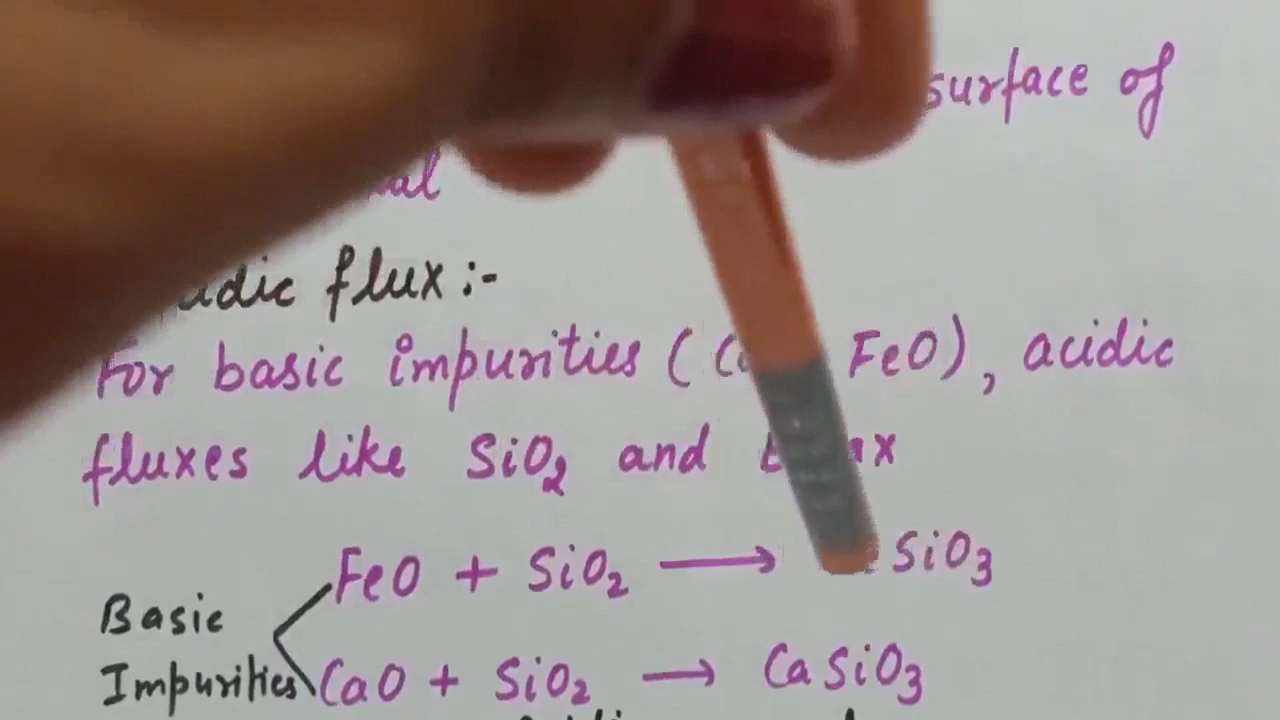 surface of
flux :-
For basic impurities ( FeO), acidic
fluxes like SiO₂ and
FeO + SiO₂ ⟶ SiO₃
Basic
Impurities CaO + SiO₂ ⟶ CaSiO₃